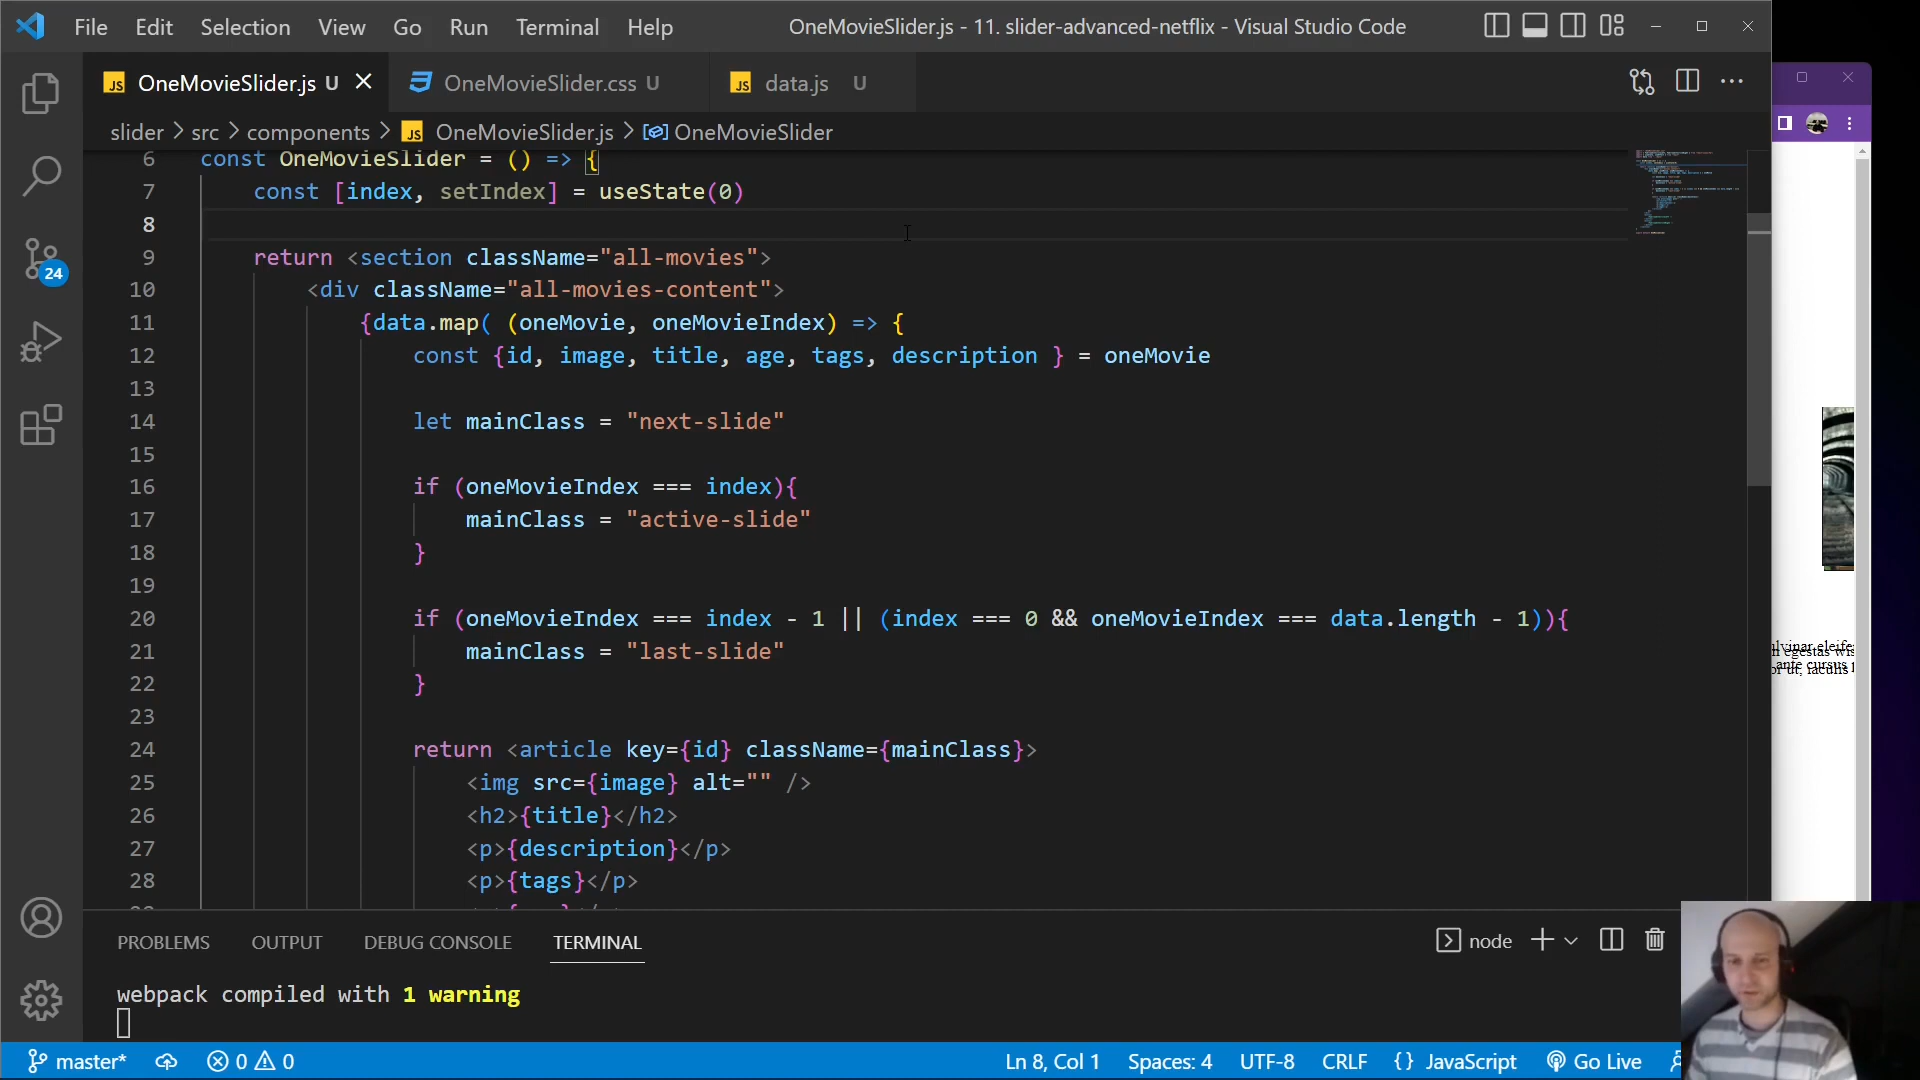 File Edit Selection View Go Run Terminal Help OneMovieSlider.js - 11. slider-advanced-netflix - Visual Studio Code
JS OneMovieSlider.js U OneMovieSlider.css U JS data.js U
slider > src > components > JS OneMovieSlider.js > OneMovieSlider
6 const OneMovieSlider = () => {
7 const [index, setIndex] = useState(0)
8
9 return <section className="all-movies">
10 <div className="all-movies-content">
11 {data.map( (oneMovie, oneMovieIndex) => {
12 const {id, image, title, age, tags, description } = oneMovie
13
14 let mainClass = "next-slide"
15
16 if (oneMovieIndex === index){
17 mainClass = "active-slide"
18 }
19
20 if (oneMovieIndex === index - 1 || (index === 0 && oneMovieIndex === data.length - 1)){
21 mainClass = "last-slide"
22 }
23
24 return <article key={id} className={mainClass}>
25 <img src={image} alt="" />
26 <h2>{title}</h2>
27 <p>{description}</p>
28 <p>{tags}</p>
24
PROBLEMS OUTPUT DEBUG CONSOLE TERMINAL node
webpack compiled with 1 warning
master* 0 0 Ln 8, Col 1 Spaces: 4 UTF-8 CRLF {} JavaScript Go Live